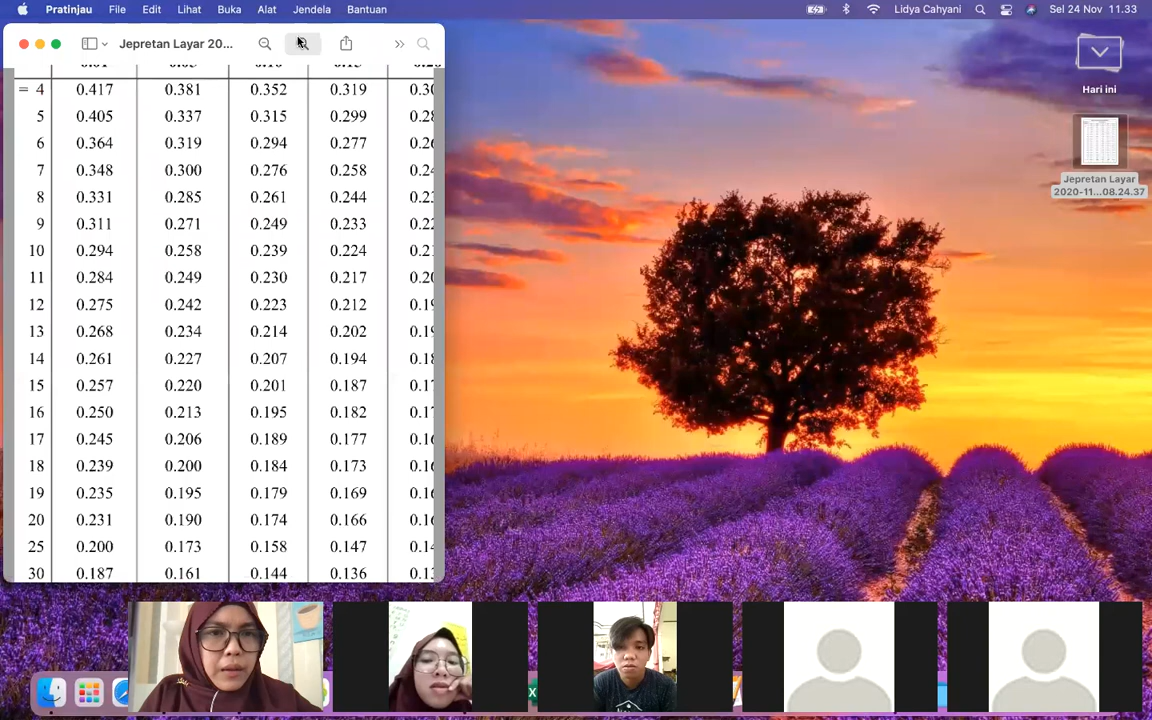 Pratinjau File Edit Lihat Buka Alat Jendela Bantuan Lidya Cahyani Sel 24 Nov 11.33
Jepretan Layar 20...
= 4 0.417 0.381 0.352 0.319
5 0.405 0.337 0.315 0.299
6 0.364 0.319 0.294 0.277
7 0.348 0.300 0.276 0.258
8 0.331 0.285 0.261 0.244
9 0.311 0.271 0.249 0.233
10 0.294 0.258 0.239 0.224
11 0.284 0.249 0.230 0.217
12 0.275 0.242 0.223 0.212
13 0.268 0.234 0.214 0.202
14 0.261 0.227 0.207 0.194
15 0.257 0.220 0.201 0.187
16 0.250 0.213 0.195 0.182
17 0.245 0.206 0.189 0.177
18 0.239 0.200 0.184 0.173
19 0.235 0.195 0.179 0.169
20 0.231 0.190 0.174 0.166
25 0.200 0.173 0.158 0.147
30 0.187 0.161 0.144 0.136
Hari ini
Jepretan Layar
2020-11...08.24.37